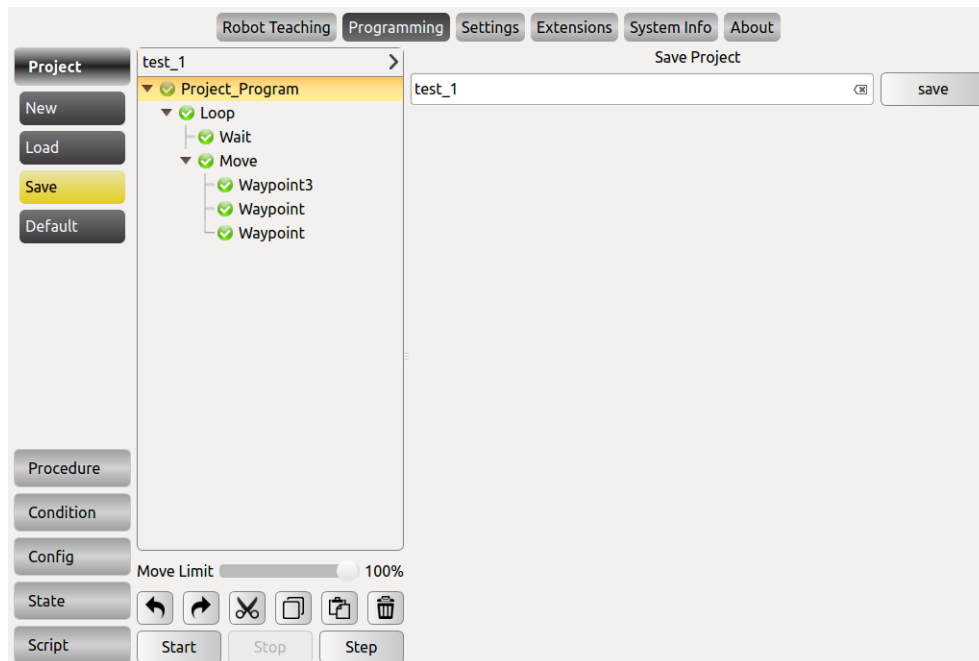 Robot Teaching Programming Settings Extensions System Info About
Project
New
Load
Save
Default
Procedure
Condition
Config
State
Script
test_1
Project_Program
Loop
Wait
Move
Waypoint3
Waypoint
Waypoint
Move Limit 100%
Start Stop Step
Save Project
test_1 save